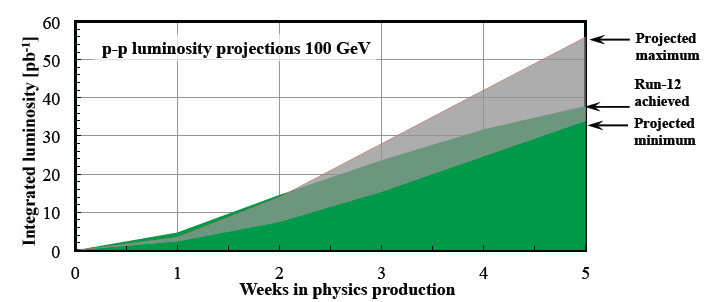 60
p-p luminosity projections 100 GeV
50
40
30
20
10
0
Integrated luminosity [pb⁻¹]
Projected
maximum
Run-12
achieved
Projected
minimum
0 1 2 3 4 5
Weeks in physics production